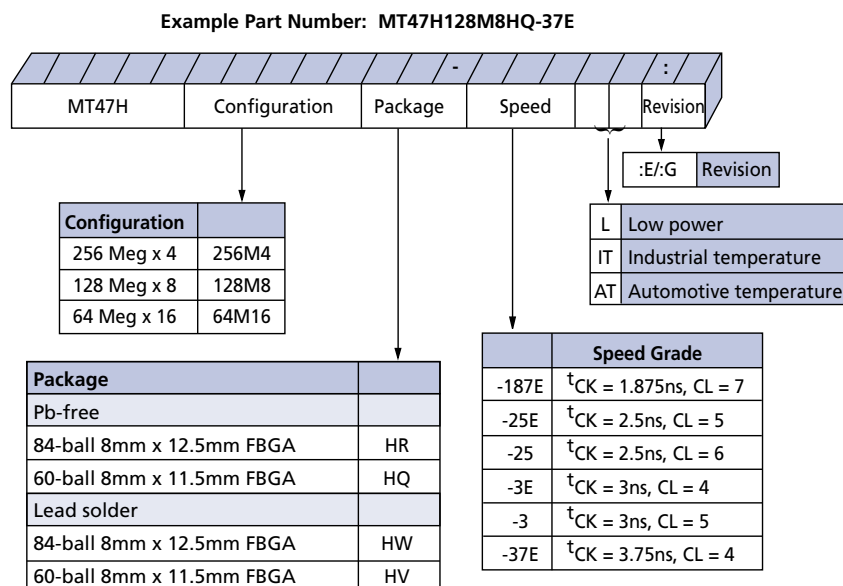 Example Part Number: MT47H128M8HQ-37E
- :
MT47H Configuration Package Speed Revision
:E/:G Revision
L Low power
IT Industrial temperature
AT Automotive temperature
Configuration
256 Meg x 4 256M4
128 Meg x 8 128M8
64 Meg x 16 64M16
Package
Pb-free
84-ball 8mm x 12.5mm FBGA HR
60-ball 8mm x 11.5mm FBGA HQ
Lead solder
84-ball 8mm x 12.5mm FBGA HW
60-ball 8mm x 11.5mm FBGA HV
Speed Grade
-187E tCK = 1.875ns, CL = 7
-25E tCK = 2.5ns, CL = 5
-25 tCK = 2.5ns, CL = 6
-3E tCK = 3ns, CL = 4
-3 tCK = 3ns, CL = 5
-37E tCK = 3.75ns, CL = 4